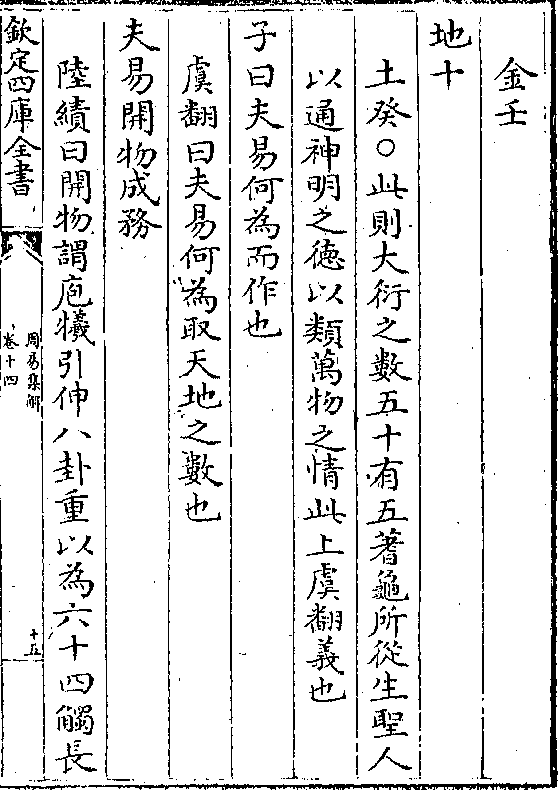 金壬
地十
土癸○此則大衍之數五十有五蓍龜所從生聖人
以通神明之德以類萬物之情此上虞翻義也
子曰夫易何為而作也
虞翻曰夫易何為取天地之數也
夫易開物成務
陸績曰開物謂庖犧引伸八卦重以為六十四觸長
欽定四庫全書
周易集解
卷十四
十五